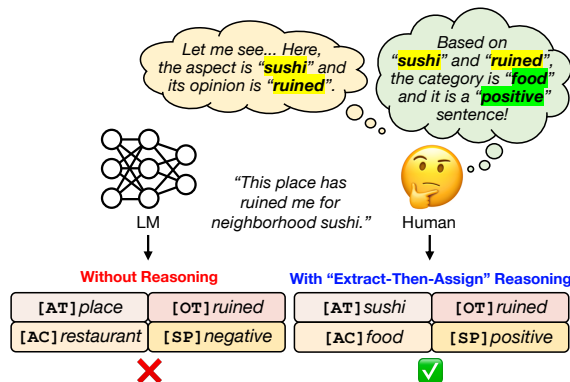 Let me see... Here,
the aspect is “sushi” and
its opinion is “ruined”.
Based on
“sushi” and “ruined”,
the category is “food”
and it is a “positive”
sentence!
“This place has
ruined me for
neighborhood sushi.”
LM
Human
Without Reasoning
[AT]place [OT]ruined
[AC]restaurant [SP]negative
With “Extract-Then-Assign” Reasoning
[AT]sushi [OT]ruined
[AC]food [SP]positive